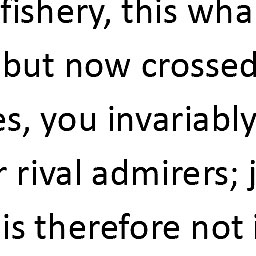 fishery, this wha
but now crossed
es, you invariably
r rival admirers; j
is therefore not i